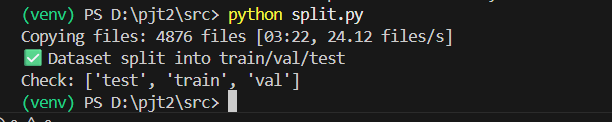 (venv) PS D:\pjt2\src> python split.py
Copying files: 4876 files [03:22, 24.12 files/s]
✅ Dataset split into train/val/test
Check: ['test', 'train', 'val']
(venv) PS D:\pjt2\src>